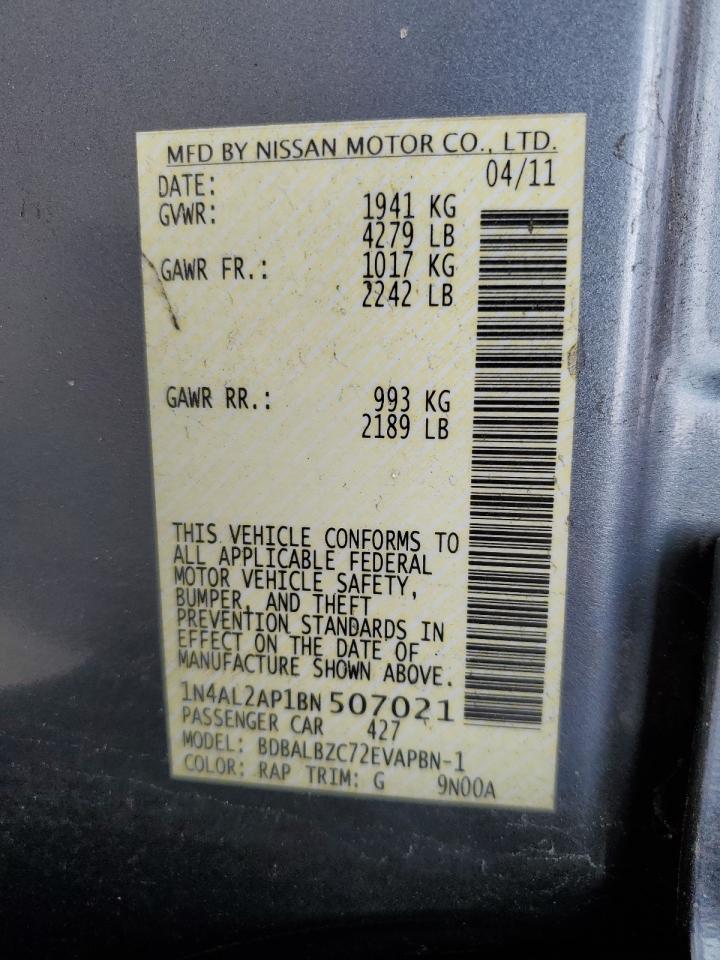 MFD BY NISSAN MOTOR CO., LTD.
DATE: 04/11
GVWR: 1941 KG
4279 LB
GAWR FR.: 1017 KG
2242 LB
GAWR RR.: 993 KG
2189 LB
THIS VEHICLE CONFORMS TO
ALL APPLICABLE FEDERAL
MOTOR VEHICLE SAFETY,
BUMPER, AND THEFT
PREVENTION STANDARDS IN
EFFECT ON THE DATE OF
MANUFACTURE SHOWN ABOVE.
1N4AL2AP1BN 507021
PASSENGER CAR 427
MODEL: BDBALBZC72EVAPBN-1
COLOR: RAP TRIM: G 9N00A